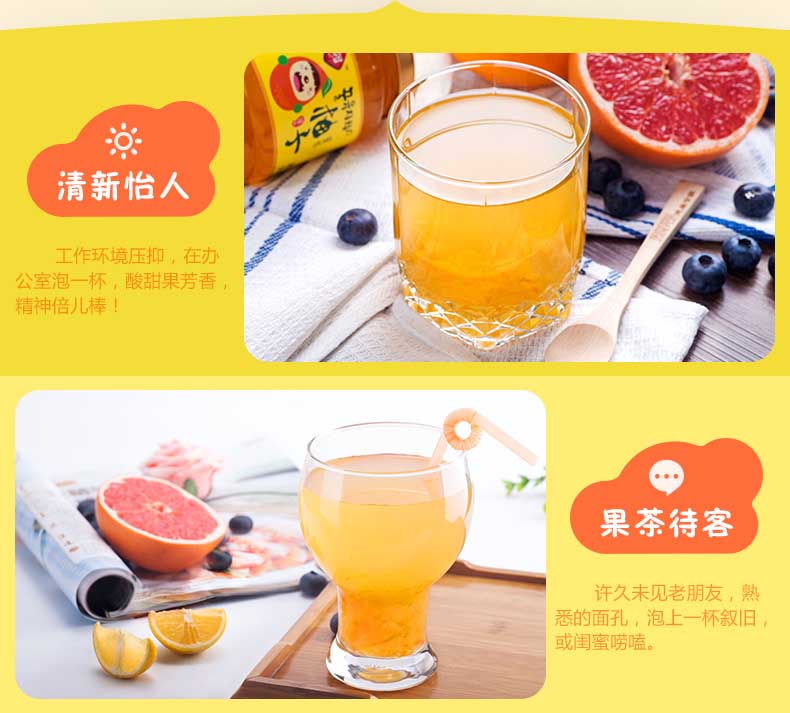 清新怡人
工作环境压抑，在办
公室泡一杯，酸甜果芳香，
精神倍儿棒！
柚子
果茶待客
许久未见老朋友，熟
悉的面孔，泡上一杯叙旧，
或闺蜜唠嗑。